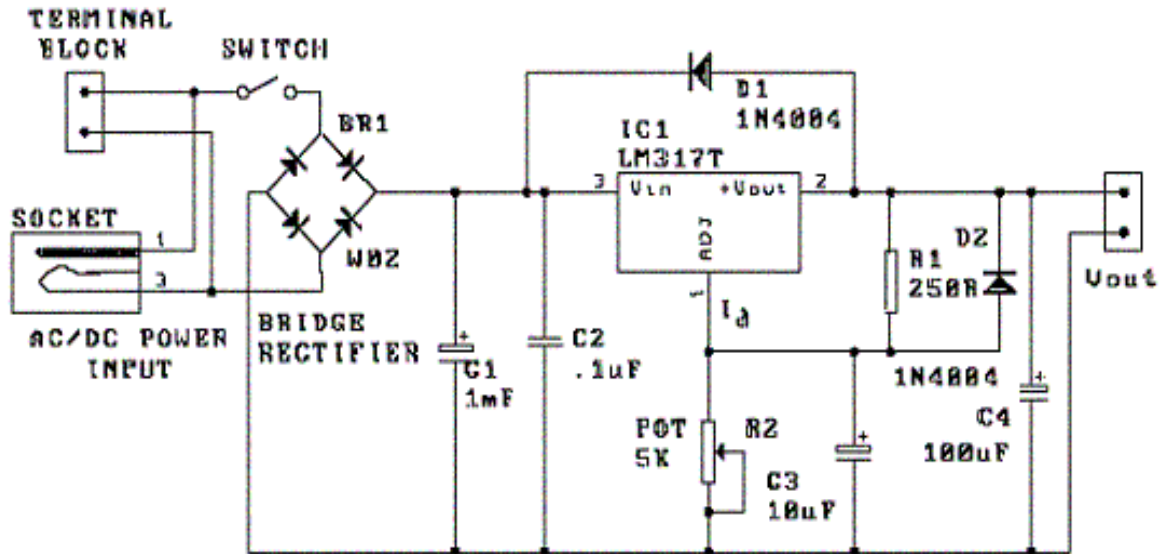 TERMINAL
BLOCK
SWITCH
BR1
D1
1N4004
IC1
LM317T
3
Vin
+Vout
2
ADJ
1
SOCKET
1
3
W02
AC/DC POWER
INPUT
BRIDGE
RECTIFIER
+
C1
1mF
C2
.1uF
Ia
R1
250R
D2
1N4004
Vout
POT
5K
R2
C3
10uF
+
C4
100uF
+